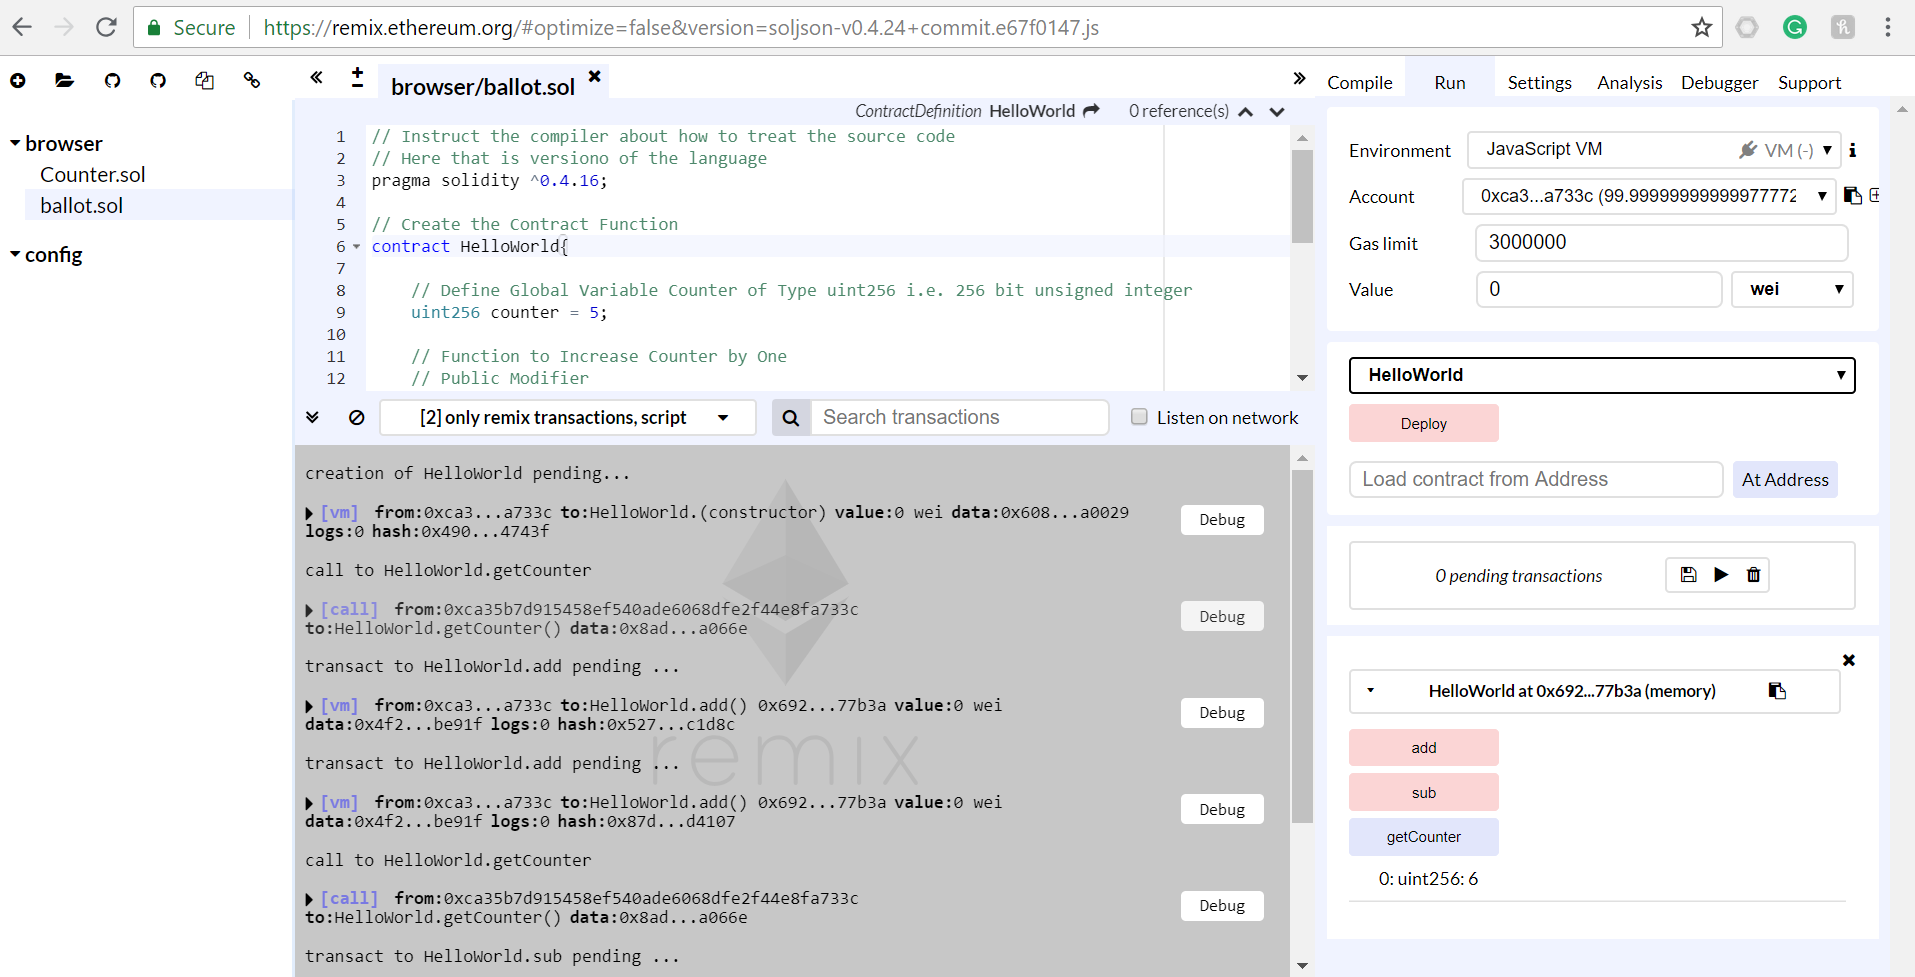 Secure https://remix.ethereum.org/#optimize=false&version=soljson-v0.4.24+commit.e67f0147.js
browser
Counter.sol
ballot.sol
config
browser/ballot.sol
ContractDefinition HelloWorld 0 reference(s)
1 // Instruct the compiler about how to treat the source code
2 // Here that is versiono of the language
3 pragma solidity ^0.4.16;
4
5 // Create the Contract Function
6 contract HelloWorld{
7
8 // Define Global Variable Counter of Type uint256 i.e. 256 bit unsigned integer
9 uint256 counter = 5;
10
11 // Function to Increase Counter by One
12 // Public Modifier
[2] only remix transactions, script Search transactions Listen on network
creation of HelloWorld pending...
[vm] from:0xca3...a733c to:HelloWorld.(constructor) value:0 wei data:0x608...a0029 Debug
logs:0 hash:0x490...4743f
call to HelloWorld.getCounter
[call] from:0xca35b7d915458ef540ade6068dfe2f44e8fa733c Debug
to:HelloWorld.getCounter() data:0x8ad...a066e
transact to HelloWorld.add pending ...
[vm] from:0xca3...a733c to:HelloWorld.add() 0x692...77b3a value:0 wei Debug
data:0x4f2...be91f logs:0 hash:0x527...c1d8c
remix
transact to HelloWorld.add pending ...
[vm] from:0xca3...a733c to:HelloWorld.add() 0x692...77b3a value:0 wei Debug
data:0x4f2...be91f logs:0 hash:0x87d...d4107
call to HelloWorld.getCounter
[call] from:0xca35b7d915458ef540ade6068dfe2f44e8fa733c Debug
to:HelloWorld.getCounter() data:0x8ad...a066e
transact to HelloWorld.sub pending ...
Compile Run Settings Analysis Debugger Support
Environment JavaScript VM VM (-)
Account 0xca3...a733c (99.99999999999977772
Gas limit 3000000
Value 0 wei
HelloWorld
Deploy
Load contract from Address At Address
0 pending transactions
HelloWorld at 0x692...77b3a (memory)
add
sub
getCounter
0: uint256: 6